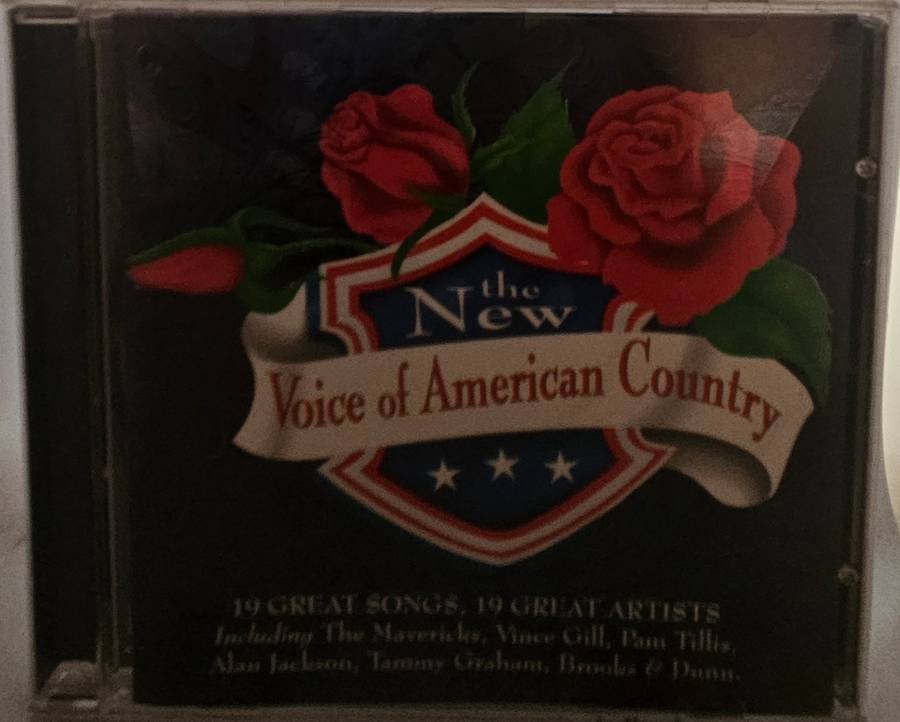 the
New
Voice of American Country
19 GREAT SONGS, 19 GREAT ARTISTS
Including The Mavericks, Vince Gill, Pam Tillis,
Alan Jackson, Tammy Graham, Brooks & Dunn.